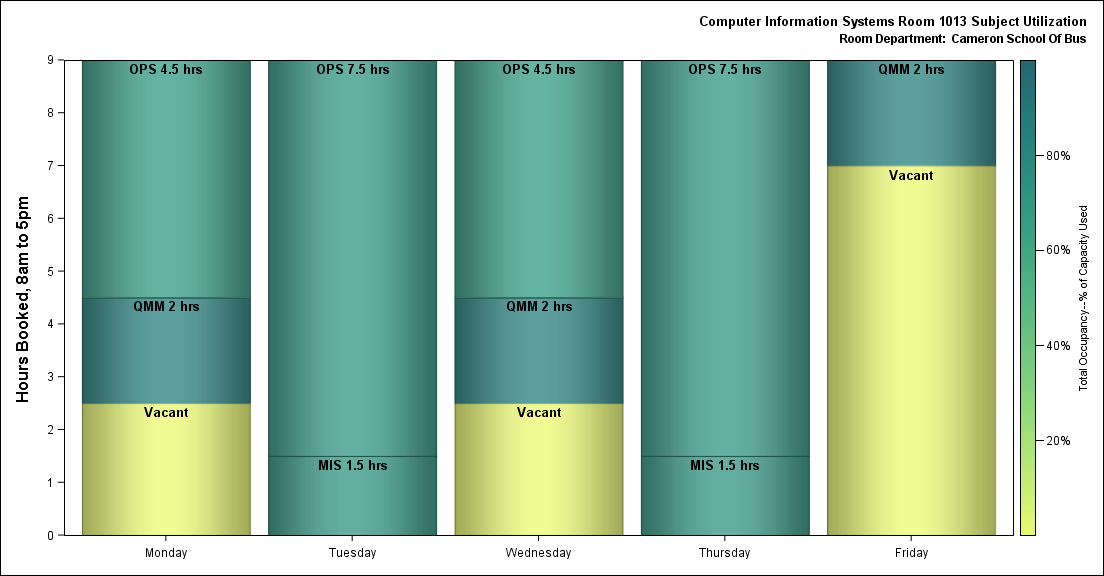 Computer Information Systems Room 1013 Subject Utilization
Room Department: Cameron School Of Bus
Hours Booked, 8am to 5pm
9
8
7
6
5
4
3
2
1
0
OPS 4.5 hrs
QMM 2 hrs
Vacant
OPS 7.5 hrs
MIS 1.5 hrs
OPS 4.5 hrs
QMM 2 hrs
Vacant
OPS 7.5 hrs
MIS 1.5 hrs
QMM 2 hrs
Vacant
Monday
Tuesday
Wednesday
Thursday
Friday
80%
60%
40%
20%
Total Occupancy--% of Capacity Used